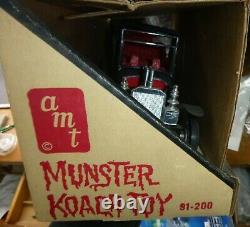 amt
©
MUNSTER
KOACH TOY
91-200